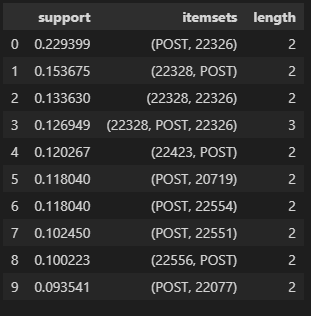 support itemsets length
0 0.229399 (POST, 22326) 2
1 0.153675 (22328, POST) 2
2 0.133630 (22328, 22326) 2
3 0.126949 (22328, POST, 22326) 3
4 0.120267 (22423, POST) 2
5 0.118040 (POST, 20719) 2
6 0.118040 (POST, 22554) 2
7 0.102450 (POST, 22551) 2
8 0.100223 (22556, POST) 2
9 0.093541 (POST, 22077) 2